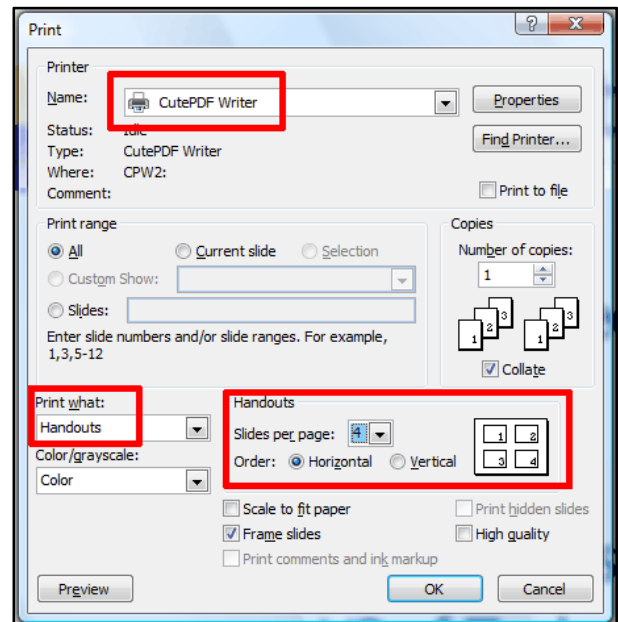 Print
Printer
Name: CutePDF Writer Properties
Status: Idle Find Printer...
Type: CutePDF Writer
Where: CPW2:
Comment: Print to file
Print range
All Current slide Selection
Custom Show:
Slides:
Enter slide numbers and/or slide ranges. For example,
1,3,5-12
Copies
Number of copies:
1
1 2 3 1 2 3
Collate
Print what:
Handouts
Color/grayscale:
Color
Handouts
Slides per page: 4
Order: Horizontal Vertical
1 2
3 4
Scale to fit paper Print hidden slides
Frame slides High quality
Print comments and ink markup
Preview OK Cancel